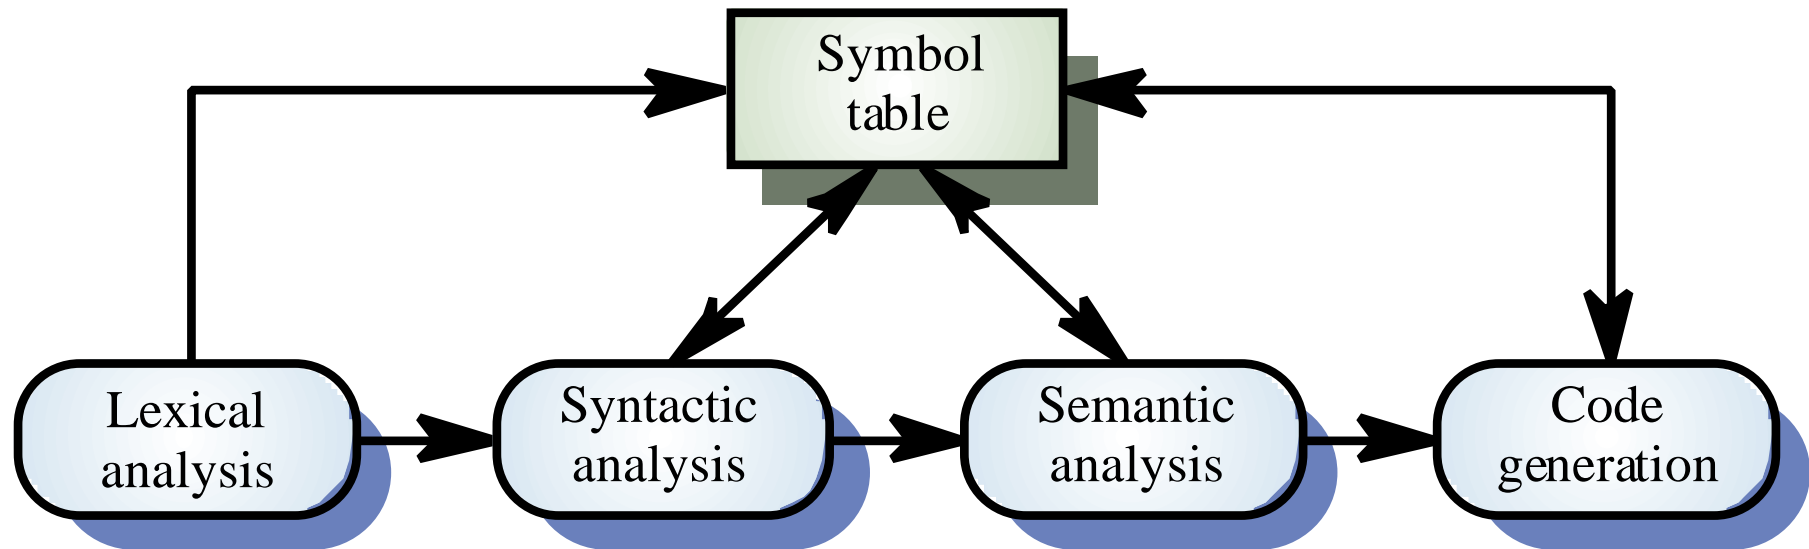 Symbol
table
Lexical
analysis
Syntactic
analysis
Semantic
analysis
Code
generation